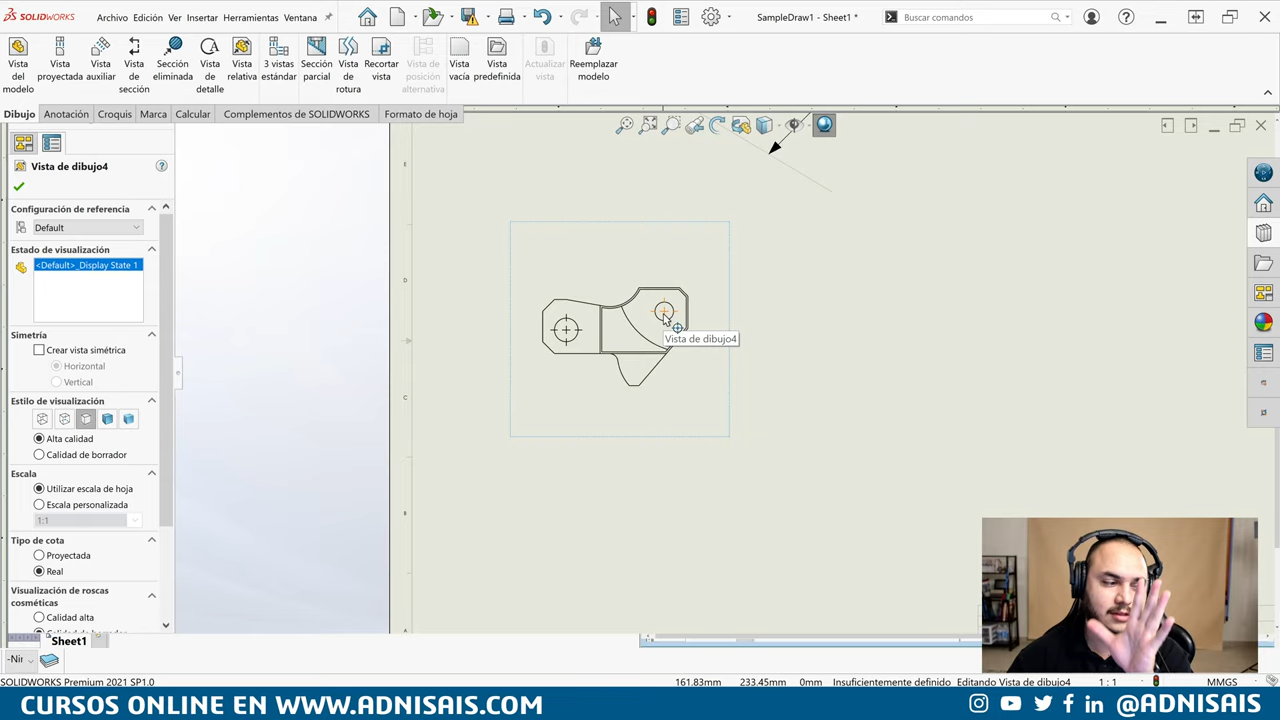 SOLIDWORKS
Archivo Edición Ver Insertar Herramientas Ventana
SampleDraw1 - Sheet1 *
Buscar comandos
Vista del modelo
Vista proyectada
Vista auxiliar
Vista de sección
Sección eliminada
Vista de detalle
Vista relativa
3 vistas estándar
Sección parcial
Vista de rotura
Recortar vista
Vista de posición alternativa
Vista vacía
Vista predefinida
Actualizar vista
Reemplazar modelo
Dibujo Anotación Croquis Marca Calcular Complementos de SOLIDWORKS Formato de hoja
Vista de dibujo4
Configuración de referencia
Default
Estado de visualización
<Default>_Display State 1
Simetría
Crear vista simétrica
Horizontal
Vertical
Estilo de visualización
Alta calidad
Calidad de borrador
Escala
Utilizar escala de hoja
Escala personalizada
1:1
Tipo de cota
Proyectada
Real
Visualización de roscas cosméticas
Calidad alta
E
D
C
B
A
Vista de dibujo4
Sheet1
-Nin
SOLIDWORKS Premium 2021 SP1.0
161.83mm 233.45mm 0mm Insuficientemente definido Editando Vista de dibujo4 1 : 1 MMGS
CURSOS ONLINE EN WWW.ADNISAIS.COM
@ADNISAIS